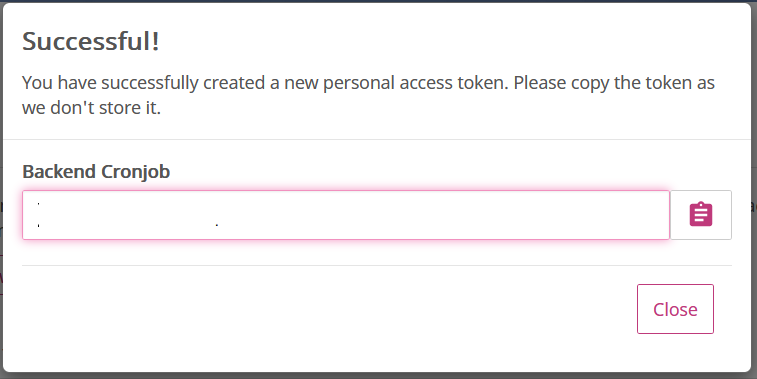 Successful!
You have successfully created a new personal access token. Please copy the token as
we don't store it.
Backend Cronjob
Close